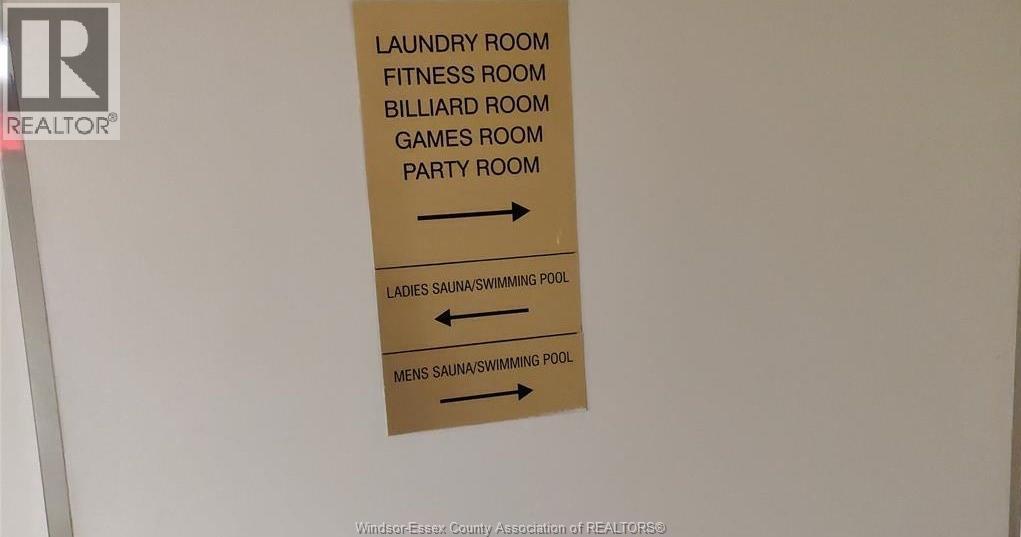 R
REALTOR®
LAUNDRY ROOM
FITNESS ROOM
BILLIARD ROOM
GAMES ROOM
PARTY ROOM
LADIES SAUNA/SWIMMING POOL
MENS SAUNA/SWIMMING POOL
Windsor-Essex County Association of REALTORS®